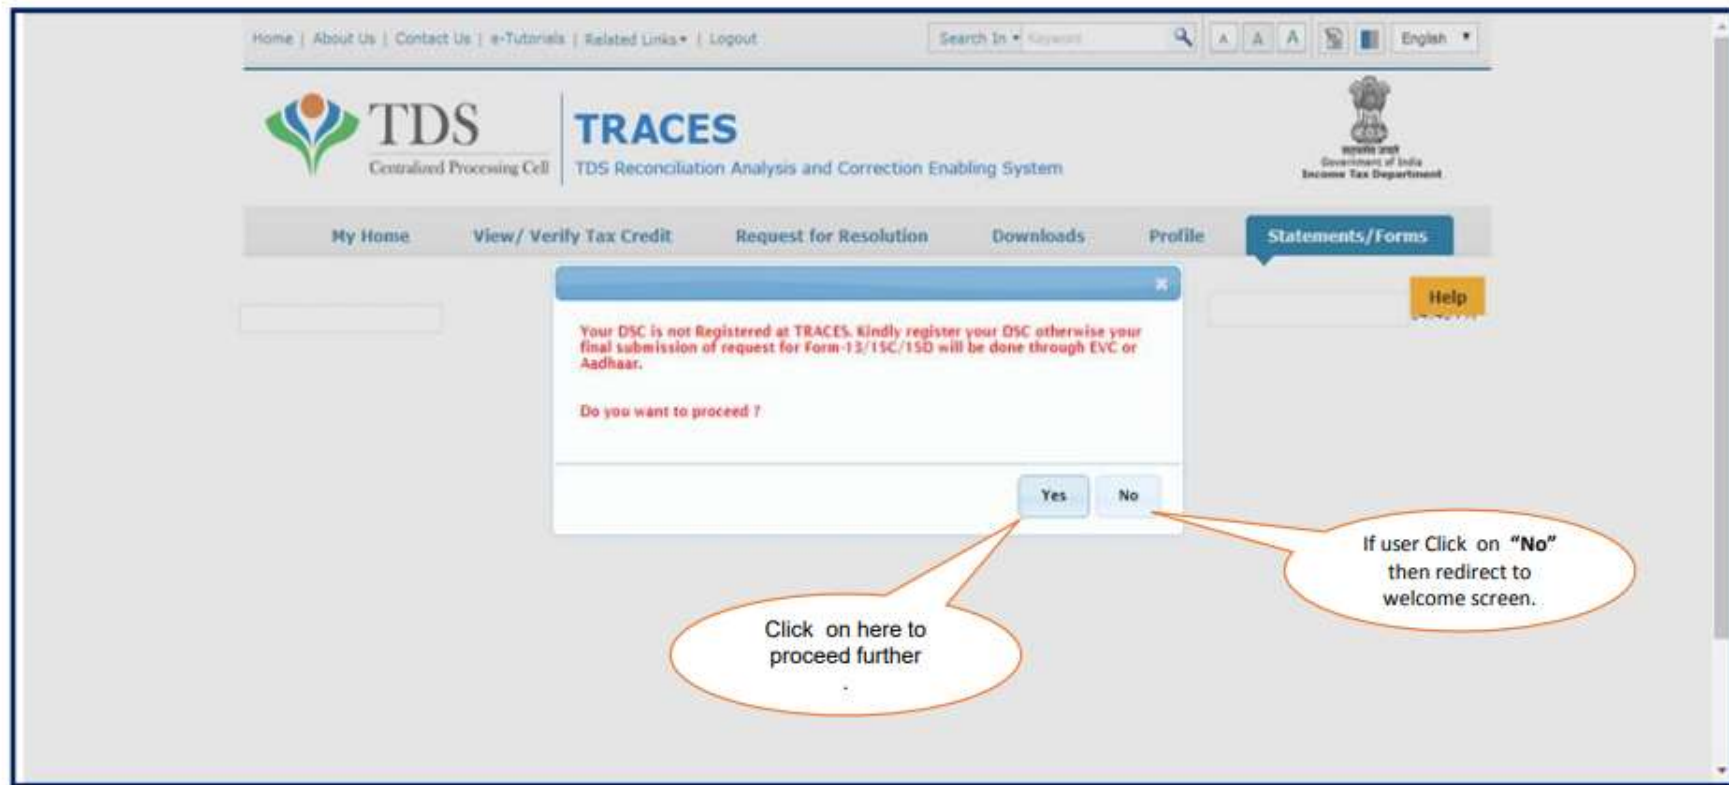 Home | About Us | Contact Us | e-Tutorials | Related Links | Logout
Search In Keyword
A A A
English
TDS
Centralized Processing Cell
TRACES
TDS Reconciliation Analysis and Correction Enabling System
सत्यमेव जयते
Government of India
Income Tax Department
My Home View/ Verify Tax Credit Request for Resolution Downloads Profile Statements/Forms
Help
Your DSC is not Registered at TRACES. Kindly register your DSC otherwise your
final submission of request for Form-13/15C/15D will be done through EVC or
Aadhaar.
Do you want to proceed ?
Yes No
If user Click on “No”
then redirect to
welcome screen.
Click on here to
proceed further
.